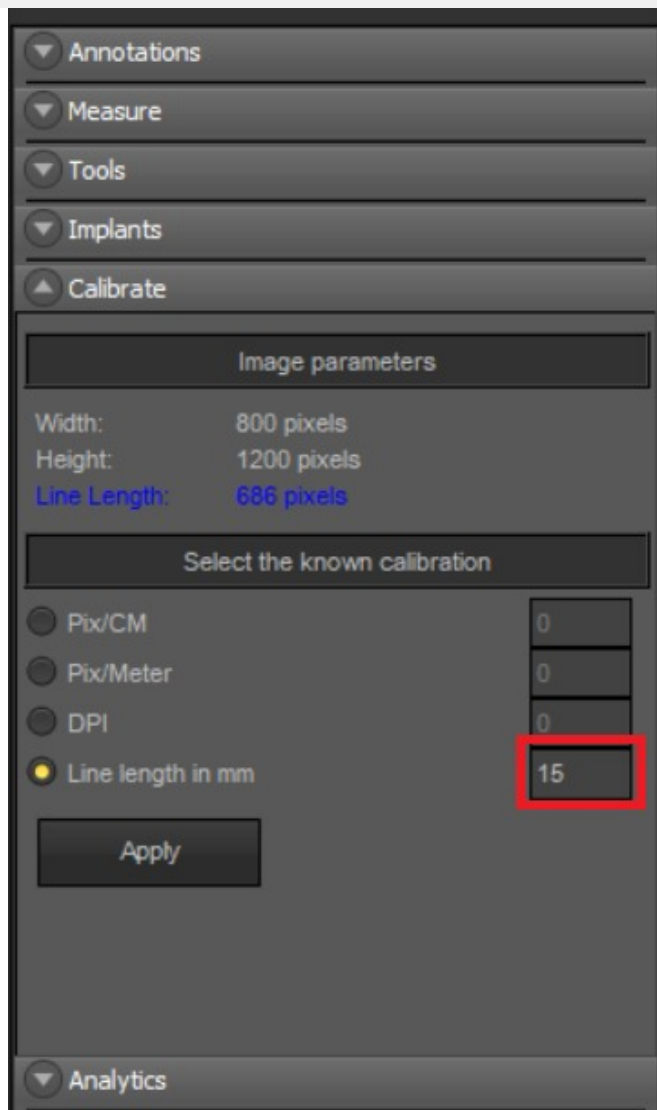 Annotations
Measure
Tools
Implants
Calibrate
Image parameters
Width: 800 pixels
Height: 1200 pixels
Line Length: 686 pixels
Select the known calibration
Pix/CM 0
Pix/Meter 0
DPI 0
Line length in mm 15
Apply
Analytics